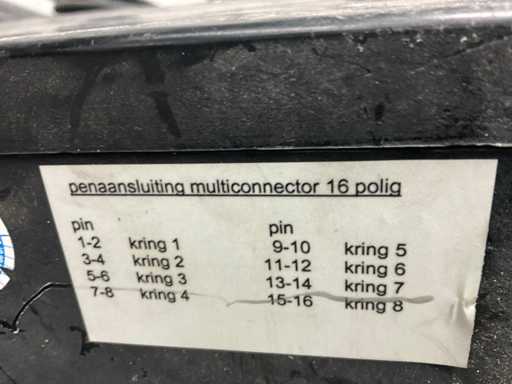 penaansluiting multiconnector 16 polig
pin
1-2 kring 1
3-4 kring 2
5-6 kring 3
7-8 kring 4
pin
9-10 kring 5
11-12 kring 6
13-14 kring 7
15-16 kring 8